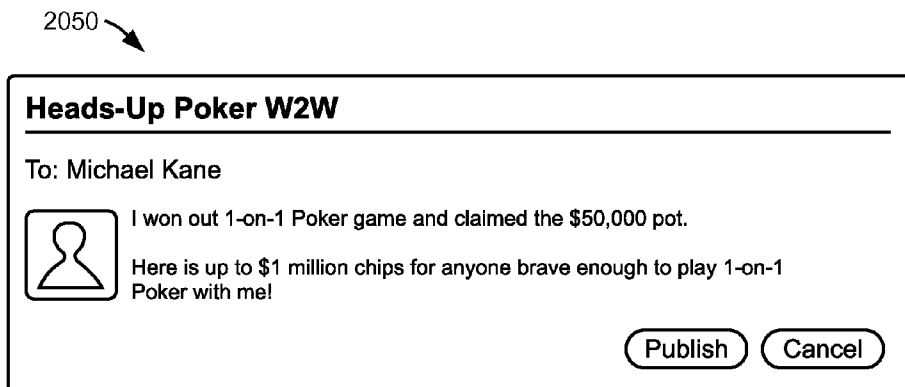 2050
Heads-Up Poker W2W
To: Michael Kane
I won out 1-on-1 Poker game and claimed the $50,000 pot.
Here is up to $1 million chips for anyone brave enough to play 1-on-1
Poker with me!
Publish Cancel